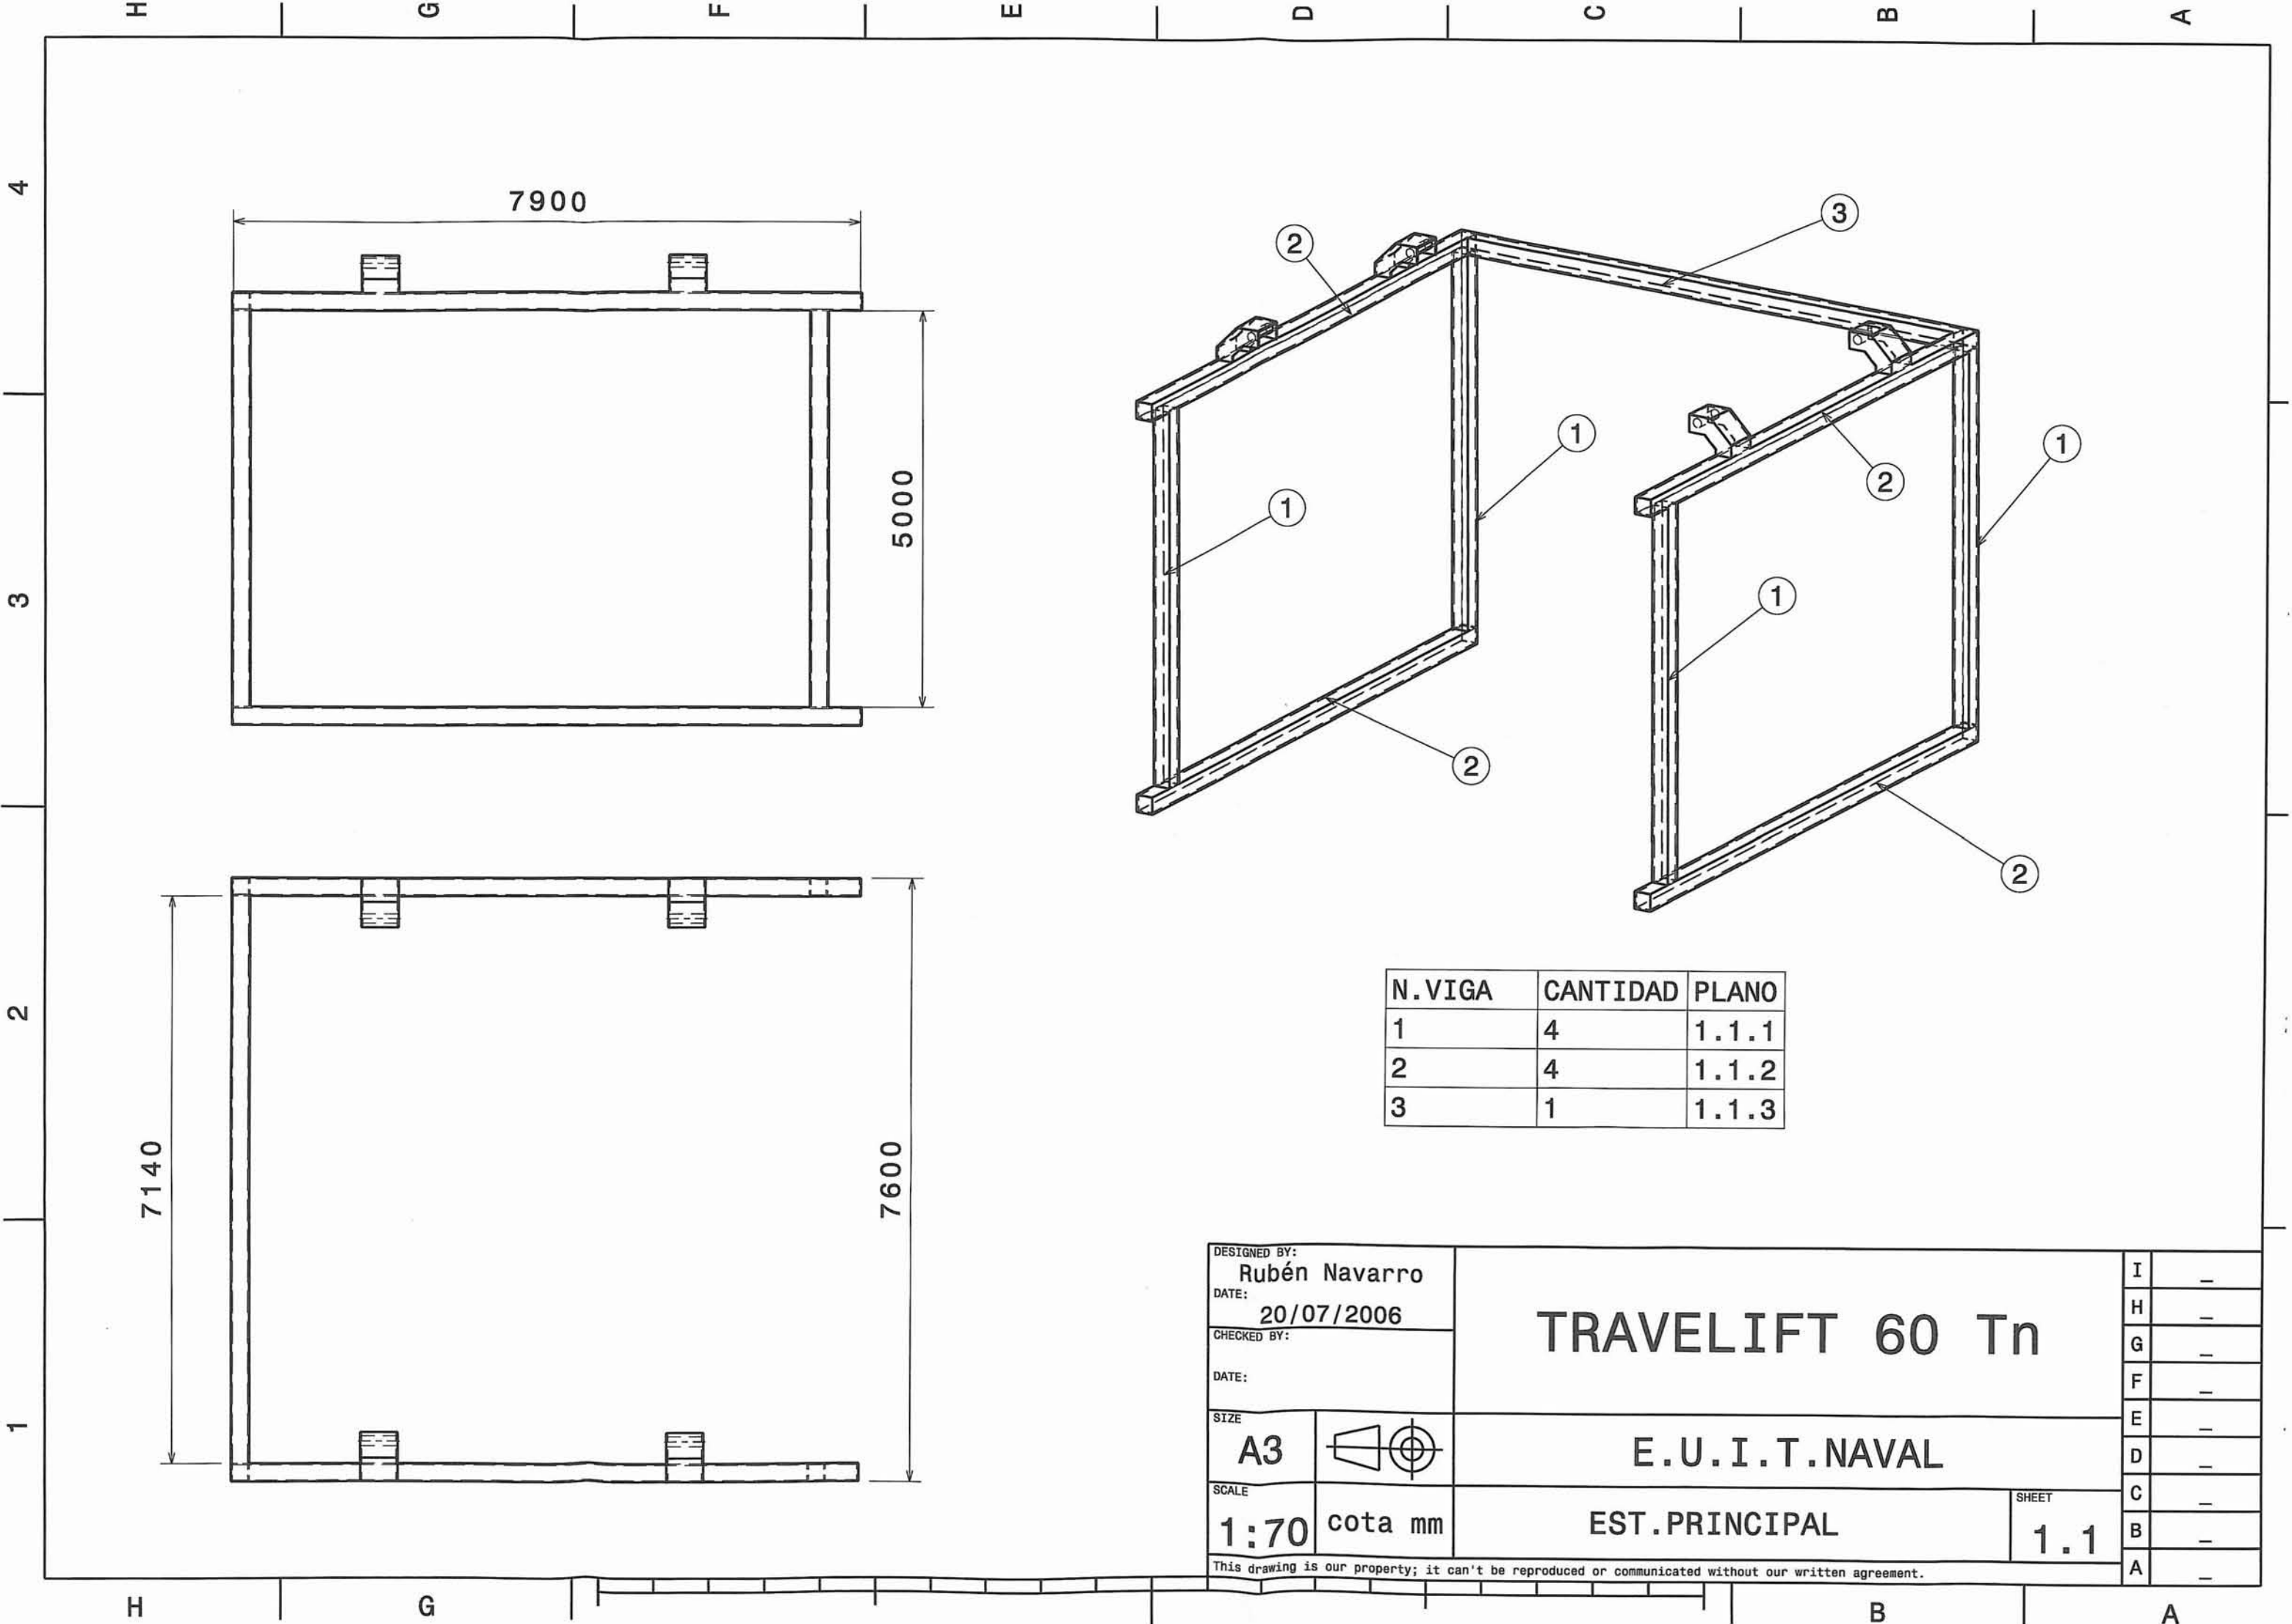 H G F E D C B A
4
3
2
1
7900
5000
7140
7600
2
3
1
1
2
1
1
2
2
N.VIGA CANTIDAD PLANO
1 4 1.1.1
2 4 1.1.2
3 1 1.1.3
DESIGNED BY:
Rubén Navarro
DATE:
20/07/2006
CHECKED BY:
DATE:
TRAVELIFT 60 Tn
SIZE
A3
E.U.I.T.NAVAL
SCALE
1:70
cota mm
EST.PRINCIPAL
SHEET
1.1
I _
H _
G _
F _
E _
D _
C _
B _
A _
This drawing is our property; it can't be reproduced or communicated without our written agreement.
H G B A